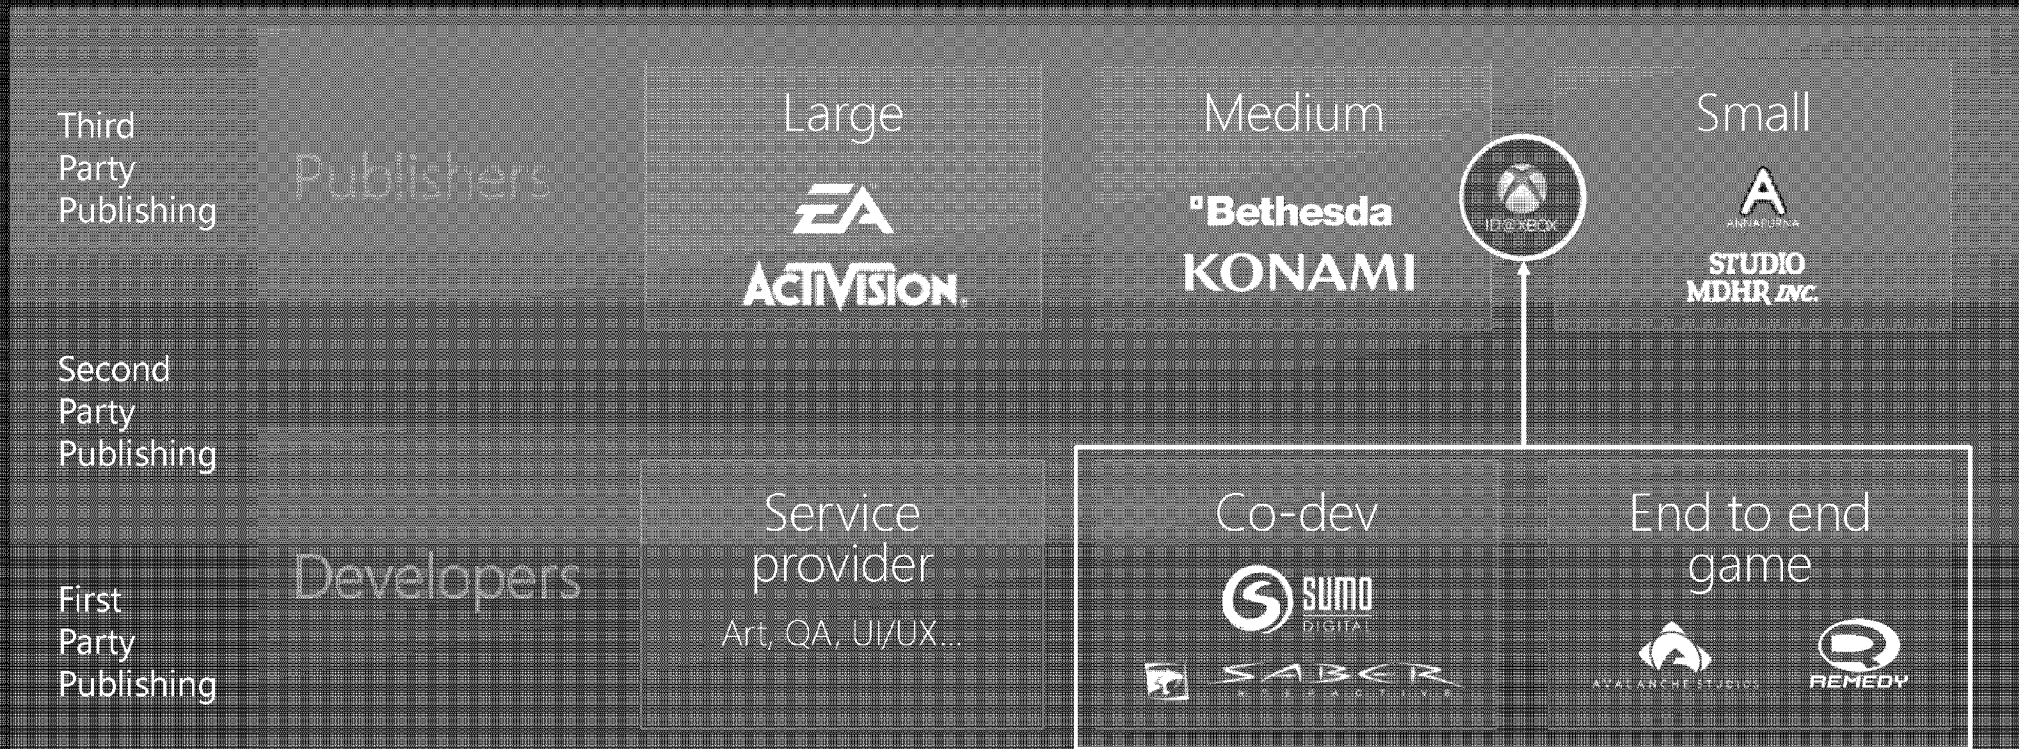 Third
Party
Publishing
Publishers
Large
EA
ACTIVISION.
Medium
Bethesda
KONAMI
ID@XBOX
Small
ANNAPURNA
STUDIO
MDHR INC.
Second
Party
Publishing
First
Party
Publishing
Developers
Service
provider
Art, QA, UI/UX...
Co-dev
SUMO
DIGITAL
SABER
INTERACTIVE
End to end
game
AVALANCHE STUDIOS
REMEDY